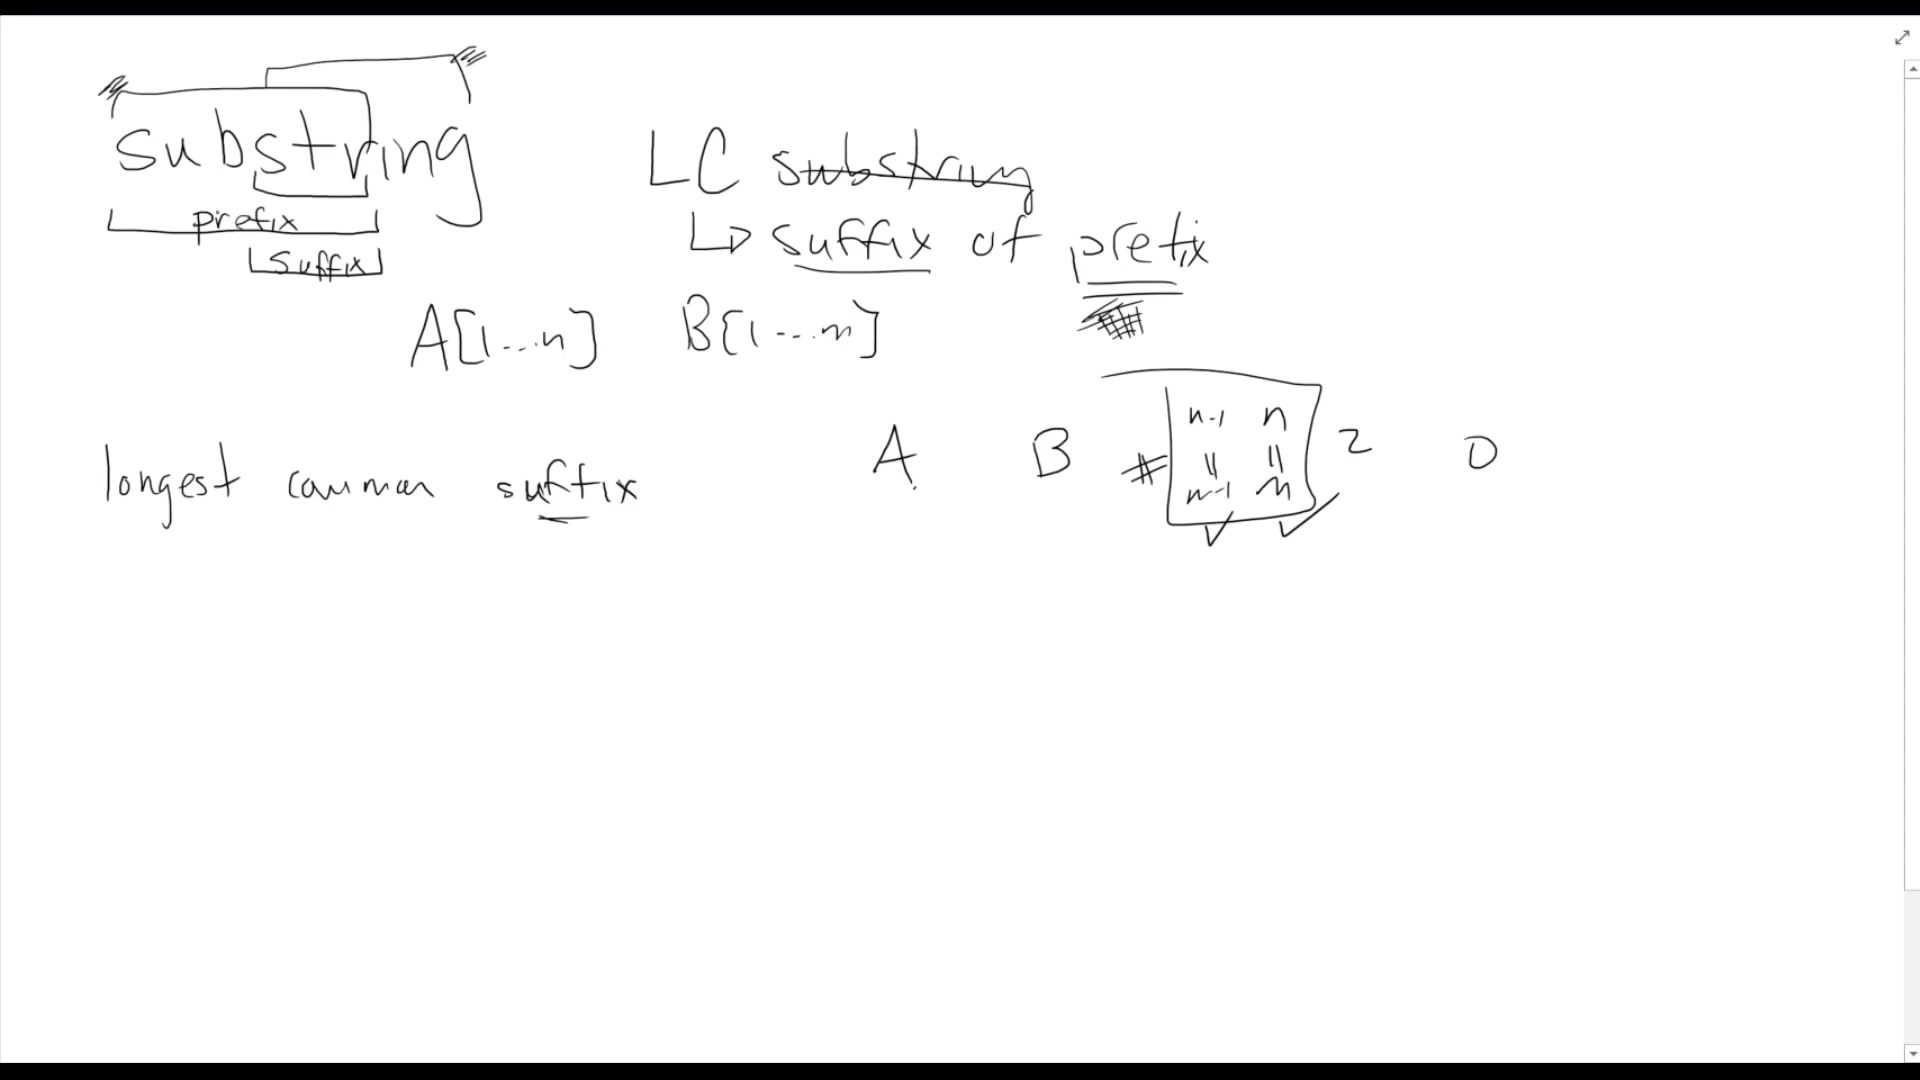 substring
prefix
suffix
LC substring
↳ suffix of prefix
A[1...n] B[1...m]
longest common suffix
A B
n-1 n
≠ || || 2 0
m-1 m
✓ ✓